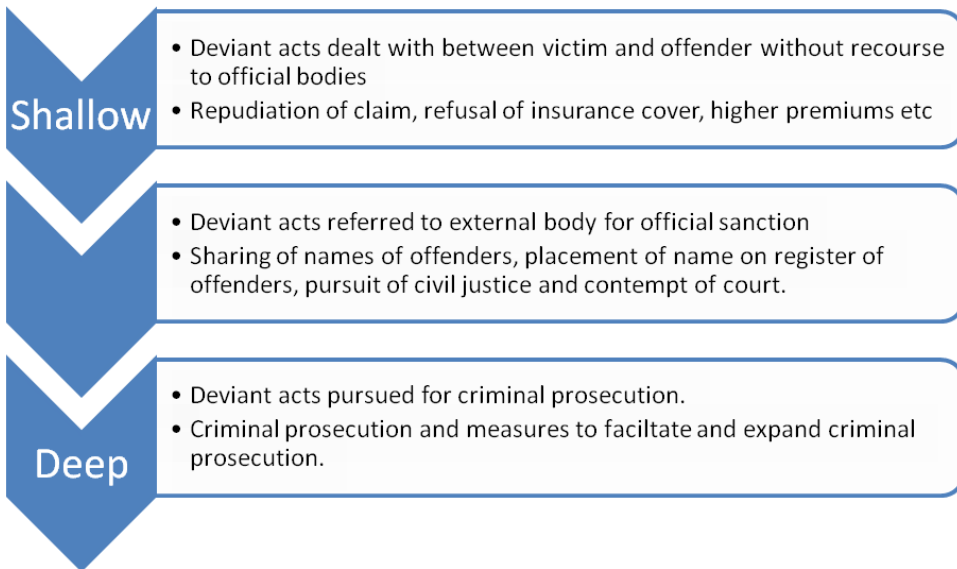 Shallow
• Deviant acts dealt with between victim and offender without recourse
to official bodies
• Repudiation of claim, refusal of insurance cover, higher premiums etc
• Deviant acts referred to external body for official sanction
• Sharing of names of offenders, placement of name on register of
offenders, pursuit of civil justice and contempt of court.
Deep
• Deviant acts pursued for criminal prosecution.
• Criminal prosecution and measures to faciltate and expand criminal
prosecution.